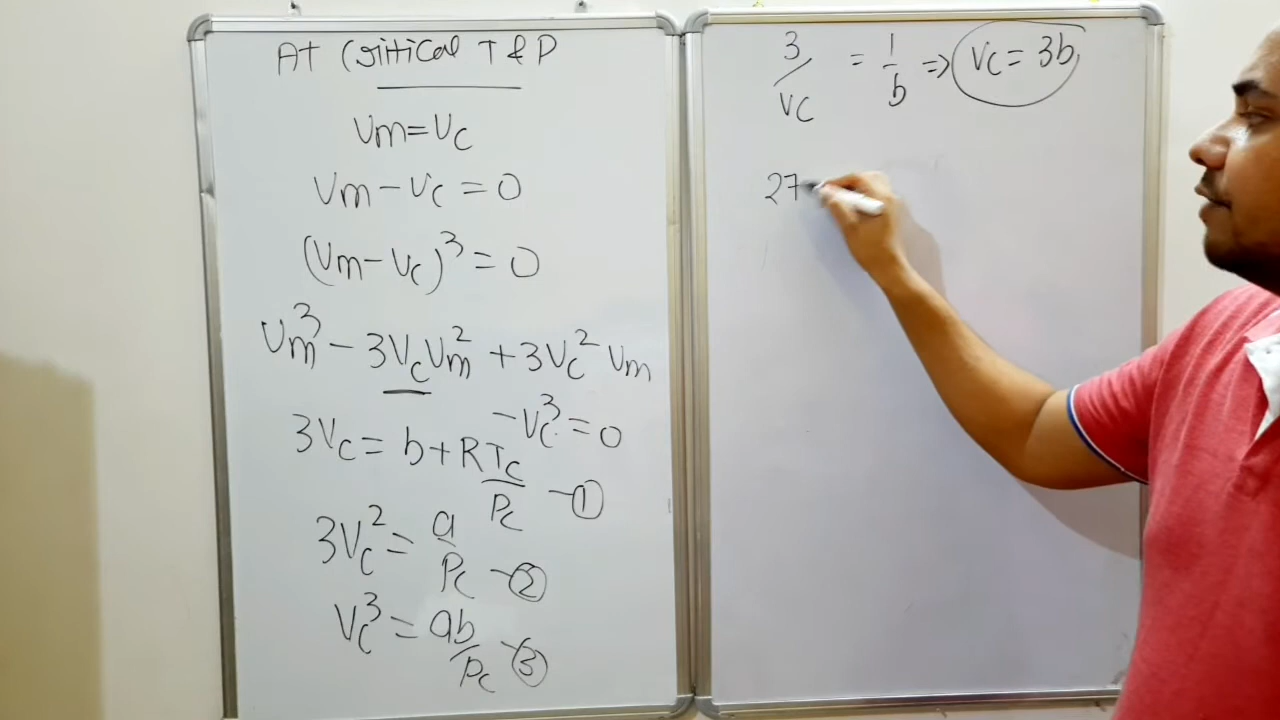 At Critical T & P
Vm=Vc
Vm-Vc=0
(Vm-Vc)³=0
Vm³-3VcVm²+3Vc²Vm
-Vc³=0
3Vc=b+RTc/Pc -①
3Vc²=a/Pc -②
Vc³=ab/Pc -③
3/Vc = 1/b => Vc=3b
27